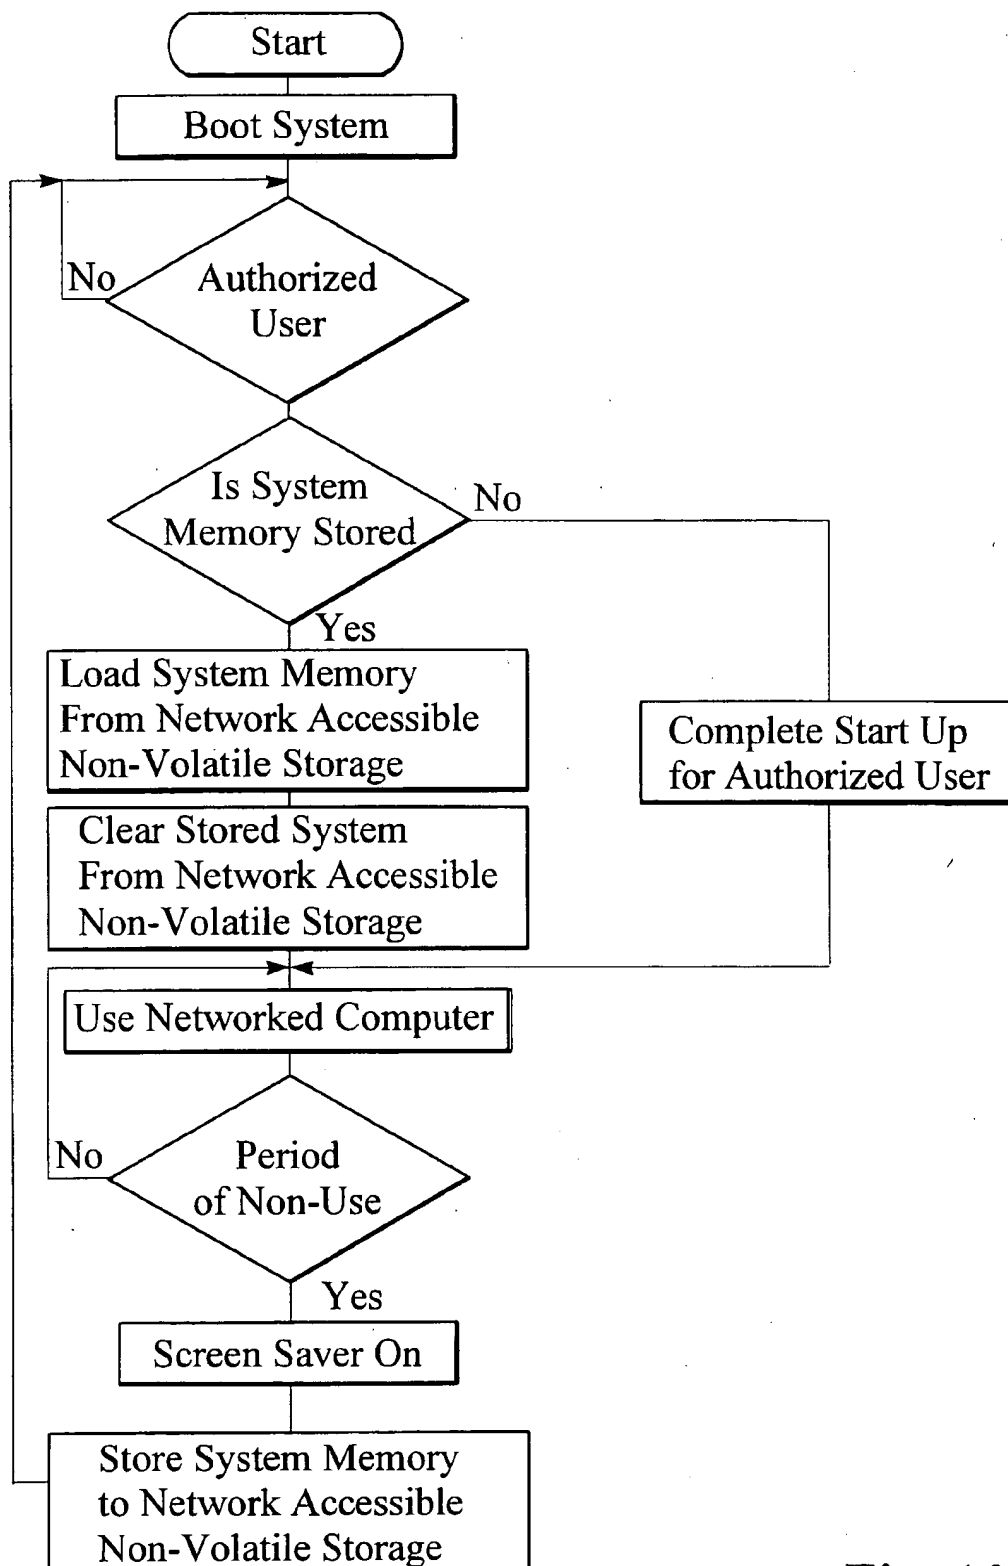 Start
Boot System
No
Authorized
User
Is System
Memory Stored
No
Yes
Load System Memory
From Network Accessible
Non-Volatile Storage
Complete Start Up
for Authorized User
Clear Stored System
From Network Accessible
Non-Volatile Storage
Use Networked Computer
No
Period
of Non-Use
Yes
Screen Saver On
Store System Memory
to Network Accessible
Non-Volatile Storage